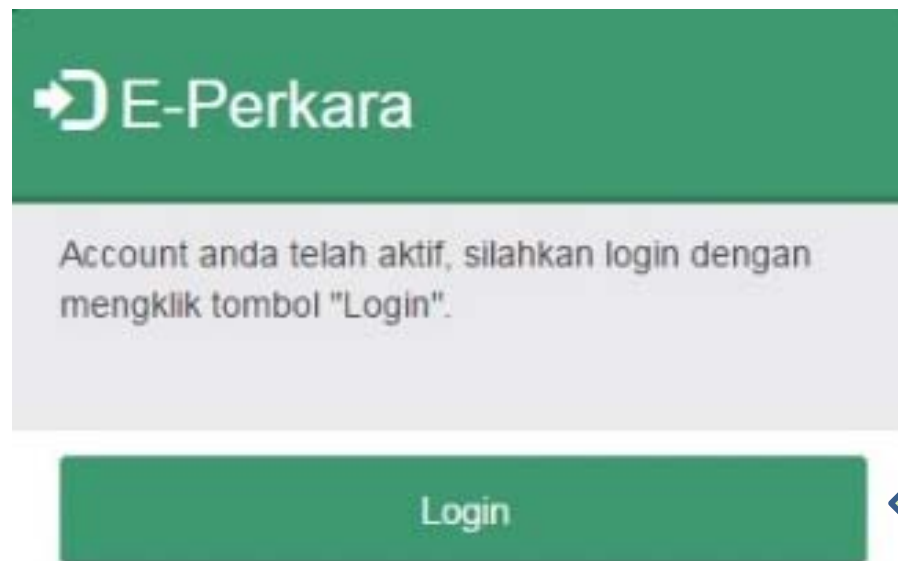 E-Perkara
Account anda telah aktif, silahkan login dengan
mengklik tombol "Login".
Login